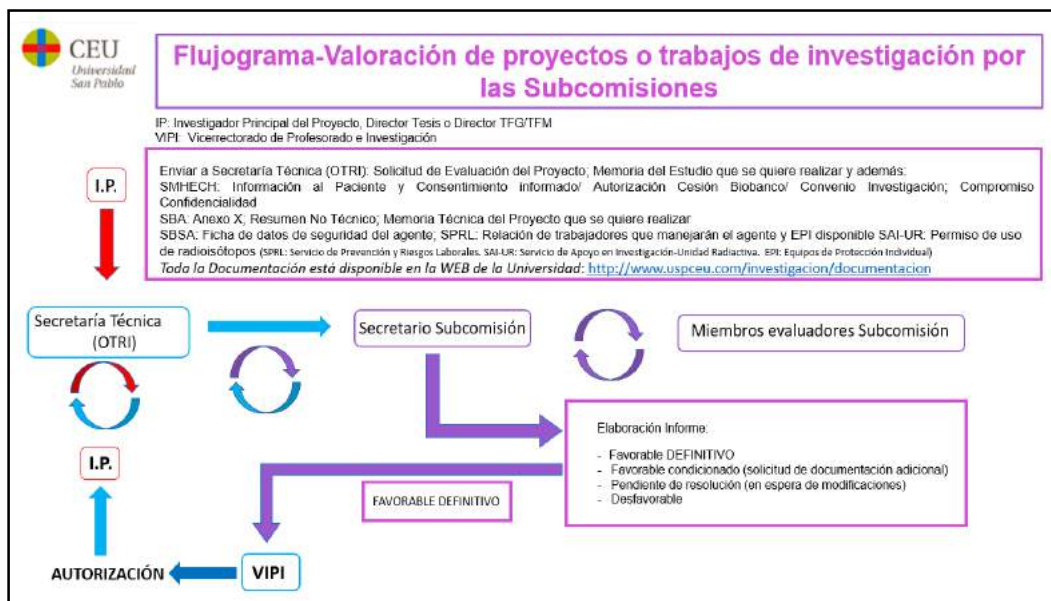 CEU
Universidad
San Pablo
Flujograma-Valoración de proyectos o trabajos de investigación por
las Subcomisiones
IP: Investigador Principal del Proyecto, Director Tesis o Director TFG/TFM
VIPI: Vicerrectorado de Profesorado e Investigación
I.P.
Enviar a Secretaría Técnica (OTRI): Solicitud de Evaluación del Proyecto; Memoria del Estudio que se quiere realizar y además:
SMHECH: Información al Paciente y Consentimiento informado/ Autorización Cesión Biobanco/ Convenio Investigación; Compromiso
Confidencialidad
SBA: Anexo X; Resumen No Técnico; Memoria Técnica del Proyecto que se quiere realizar
SBSA: Ficha de datos de seguridad del agente; SPRL: Relación de trabajadores que manejarán el agente y EPI disponible SAI-UR: Permiso de uso
de radioisótopos (SPRL: Servicio de Prevención y Riesgos Laborales. SAI-UR: Servicio de Apoyo en Investigación-Unidad Radiactiva. EPI: Equipos de Protección Individual)
Toda la Documentación está disponible en la WEB de la Universidad: http://www.uspceu.com/investigacion/documentacion
Secretaría Técnica
(OTRI)
Secretario Subcomisión
Miembros evaluadores Subcomisión
Elaboración Informe:
- Favorable DEFINITIVO
- Favorable condicionado (solicitud de documentación adicional)
- Pendiente de resolución (en espera de modificaciones)
- Desfavorable
I.P.
FAVORABLE DEFINITIVO
AUTORIZACIÓN
VIPI